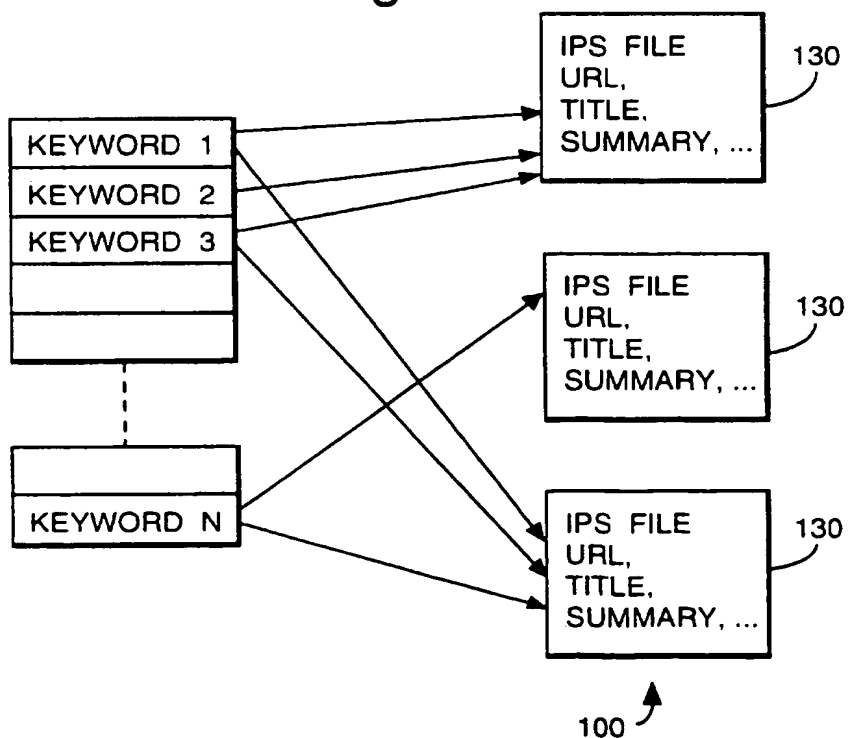 IPS FILE
URL,
TITLE,
SUMMARY, ...
130
KEYWORD 1
KEYWORD 2
KEYWORD 3
IPS FILE
URL,
TITLE,
SUMMARY, ...
130
KEYWORD N
IPS FILE
URL,
TITLE,
SUMMARY, ...
130
100